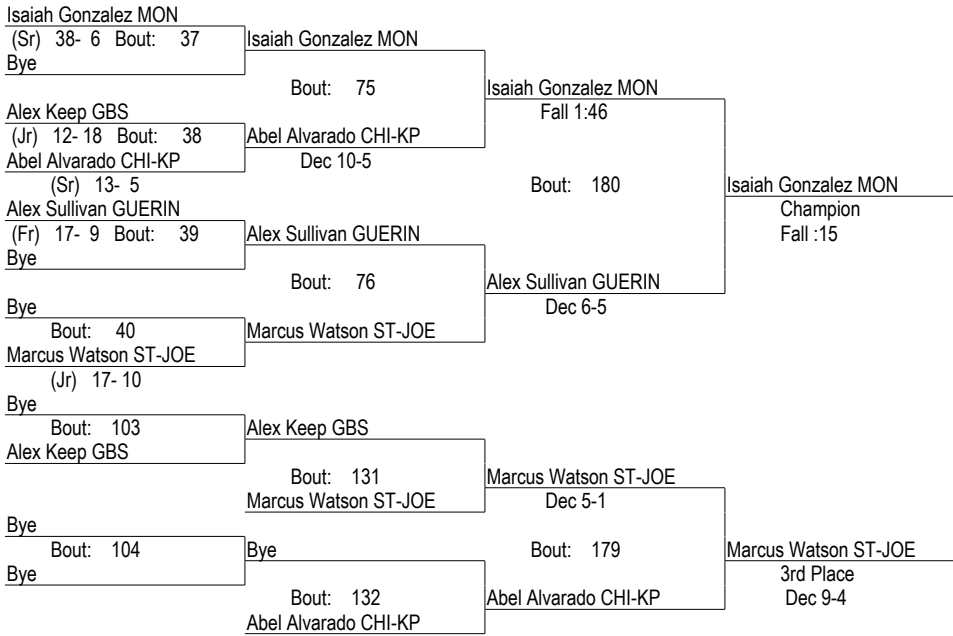 Isaiah Gonzalez MON
(Sr) 38- 6 Bout: 37
Isaiah Gonzalez MON
Bye
Bout: 75
Isaiah Gonzalez MON
Alex Keep GBS
Fall 1:46
(Jr) 12- 18 Bout: 38
Abel Alvarado CHI-KP
Abel Alvarado CHI-KP
Dec 10-5
(Sr) 13- 5
Bout: 180
Isaiah Gonzalez MON
Alex Sullivan GUERIN
Champion
(Fr) 17- 9 Bout: 39
Alex Sullivan GUERIN
Fall :15
Bye
Bout: 76
Alex Sullivan GUERIN
Bye
Dec 6-5
Bout: 40
Marcus Watson ST-JOE
Marcus Watson ST-JOE
(Jr) 17- 10
Bye
Bout: 103
Alex Keep GBS
Alex Keep GBS
Bout: 131
Marcus Watson ST-JOE
Marcus Watson ST-JOE
Dec 5-1
Bye
Bout: 104
Bye
Bout: 179
Marcus Watson ST-JOE
Bye
3rd Place
Bout: 132
Abel Alvarado CHI-KP
Dec 9-4
Abel Alvarado CHI-KP